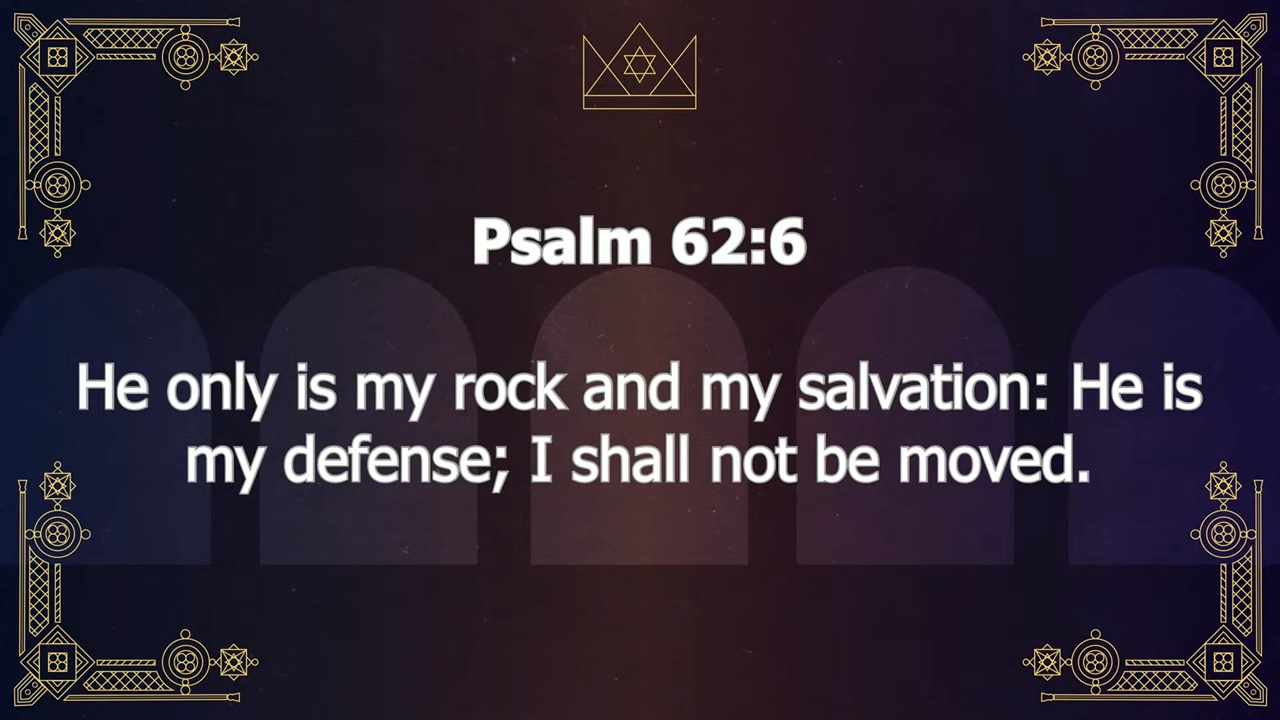 Psalm 62:6
He only is my rock and my salvation: He is
my defense; I shall not be moved.